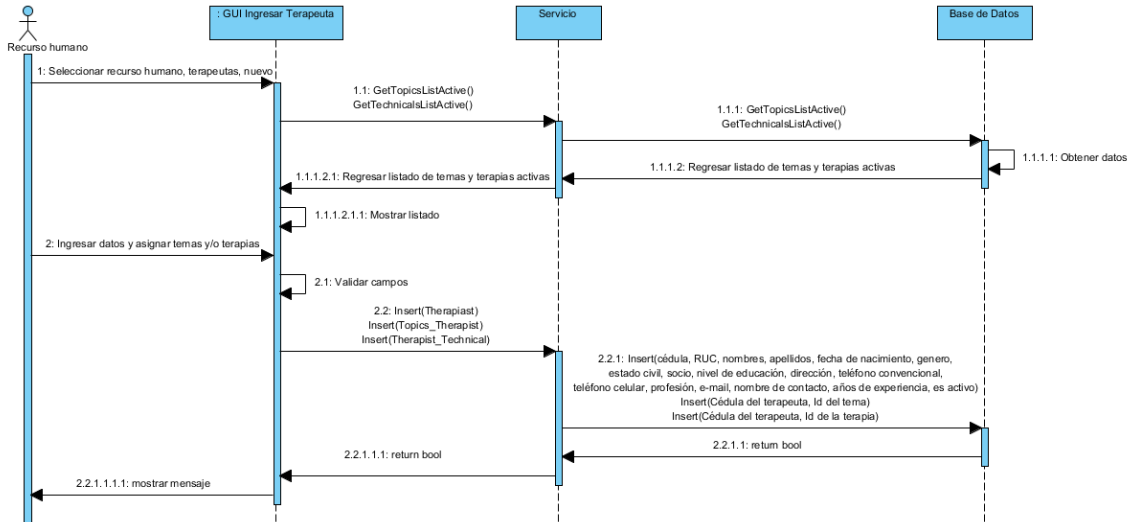 : GUI Ingresar Terapeuta
Servicio
Base de Datos
Recurso humano
1: Seleccionar recurso humano, terapeutas, nuevo
1.1: GetTopicsListActive()
GetTechnicalsListActive()
1.1.1: GetTopicsListActive()
GetTechnicalsListActive()
1.1.1.1: Obtener datos
1.1.1.2: Regresar listado de temas y terapias activas
1.1.1.2.1: Regresar listado de temas y terapias activas
1.1.1.2.1.1: Mostrar listado
2: Ingresar datos y asignar temas y/o terapias
2.1: Validar campos
2.2: Insert(Therapiast)
Insert(Topics_Therapist)
Insert(Therapist_Technical)
2.2.1: Insert(cédula, RUC, nombres, apellidos, fecha de nacimiento, genero,
estado civil, socio, nivel de educación, dirección, teléfono convencional,
teléfono celular, profesión, e-mail, nombre de contacto, años de experiencia, es activo)
Insert(Cédula del terapeuta, Id del tema)
Insert(Cédula del terapeuta, Id de la terapia)
2.2.1.1: return bool
2.2.1.1.1: return bool
2.2.1.1.1.1: mostrar mensaje